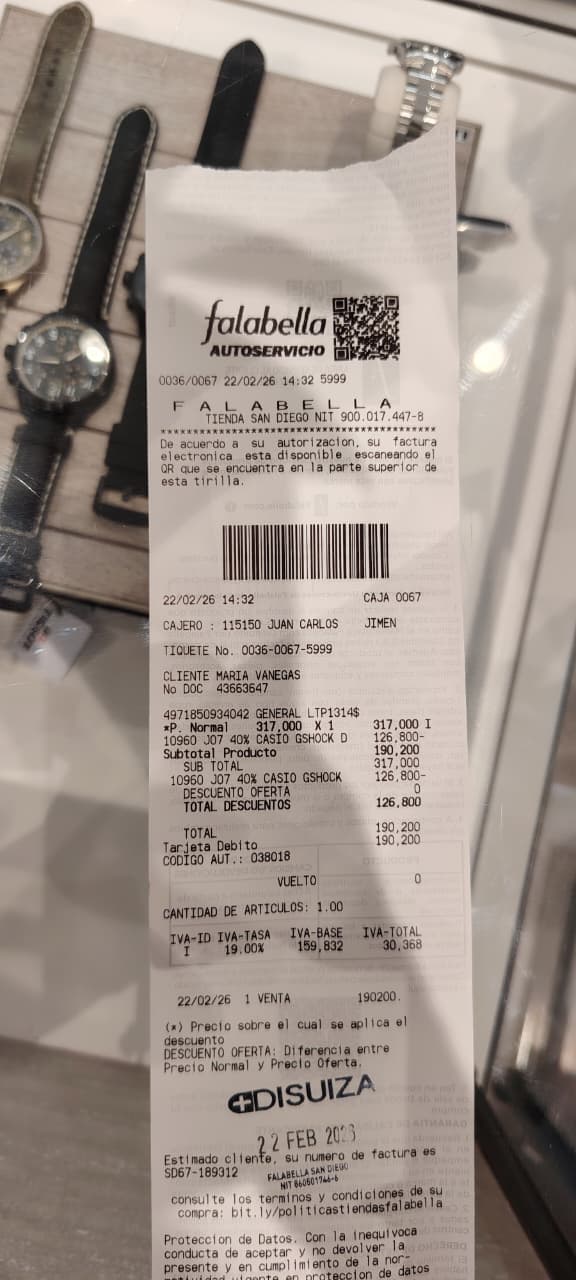 falabella
AUTOSERVICIO
0036/0067 22/02/26 14:32 5999
F A L A B E L L A
TIENDA SAN DIEGO NIT 900.017.447-8
****************************************
De acuerdo a su autorizacion, su factura
electronica esta disponible escaneando el
QR que se encuentra en la parte superior de
esta tirilla.
22/02/26 14:32 CAJA 0067
CAJERO : 115150 JUAN CARLOS JIMEN
TIQUETE No. 0036-0067-5999
CLIENTE MARIA VANEGAS
No DOC 43663647
4971850934042 GENERAL LTP1314$
*P. Normal 317,000 X 1 317,000 I
10960 J07 40% CASIO GSHOCK D 126,800-
Subtotal Producto 190,200
SUB TOTAL 317,000
10960 J07 40% CASIO GSHOCK 126,800-
DESCUENTO OFERTA 0
TOTAL DESCUENTOS 126,800
TOTAL 190,200
Tarjeta Debito 190,200
CODIGO AUT.: 038018
VUELTO 0
CANTIDAD DE ARTICULOS: 1.00
IVA-ID IVA-TASA IVA-BASE IVA-TOTAL
I 19.00% 159,832 30,368
22/02/26 1 VENTA 190200.
(*) Precio sobre el cual se aplica el
descuento
DESCUENTO OFERTA: Diferencia entre
Precio Normal y Precio Oferta.
DISUIZA
22 FEB 2026
Estimado cliente, su numero de factura es
SD67-189312
FALABELLA SAN DIEGO
NIT 860501746-6
consulte los terminos y condiciones de su
compra: bit.ly/politicastiendasfalabella
Proteccion de Datos. Con la inequivoca
conducta de aceptar y no devolver la
presente y en cumplimiento de la nor-
matividad vigente en proteccion de datos